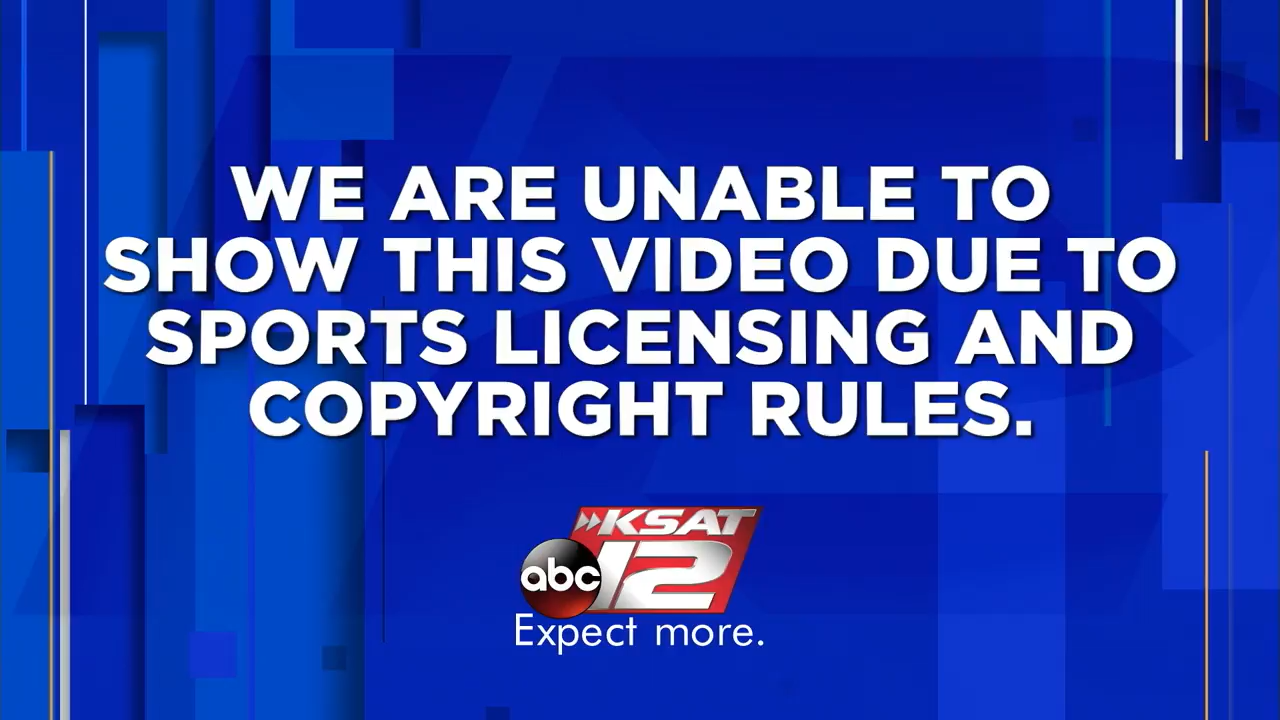 WE ARE UNABLE TO
SHOW THIS VIDEO DUE TO
SPORTS LICENSING AND
COPYRIGHT RULES.
KSAT
abc 12
Expect more.